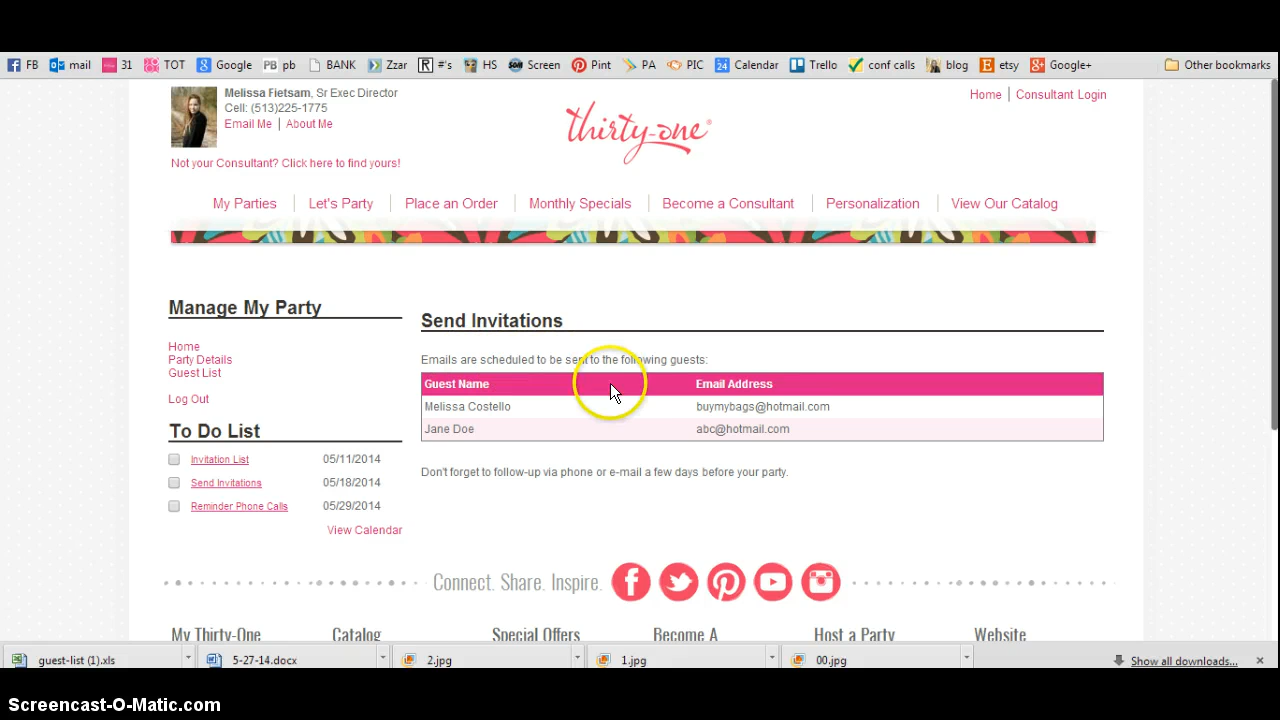 FB mail 31 TOT Google PB pb BANK Zzar R #'s HS SOM Screen Pint PA PIC 24 Calendar Trello conf calls blog E etsy Google+ Other bookmarks
Melissa Fietsam, Sr Exec Director
Cell: (513)225-1775
Email Me | About Me
Not your Consultant? Click here to find yours!
Home | Consultant Login
thirty-one®
My Parties Let's Party Place an Order Monthly Specials Become a Consultant Personalization View Our Catalog
Manage My Party
Home
Party Details
Guest List
Log Out
To Do List
Invitation List 05/11/2014
Send Invitations 05/18/2014
Reminder Phone Calls 05/29/2014
View Calendar
Send Invitations
Emails are scheduled to be sent to the following guests:
Guest Name Email Address
Melissa Costello buymybags@hotmail.com
Jane Doe abc@hotmail.com
Don't forget to follow-up via phone or e-mail a few days before your party.
Connect. Share. Inspire.
My Thirty-One Catalog Special Offers Become A Host a Party Website
guest-list (1).xls 5-27-14.docx 2.jpg 1.jpg 00.jpg Show all downloads...
Screencast-O-Matic.com